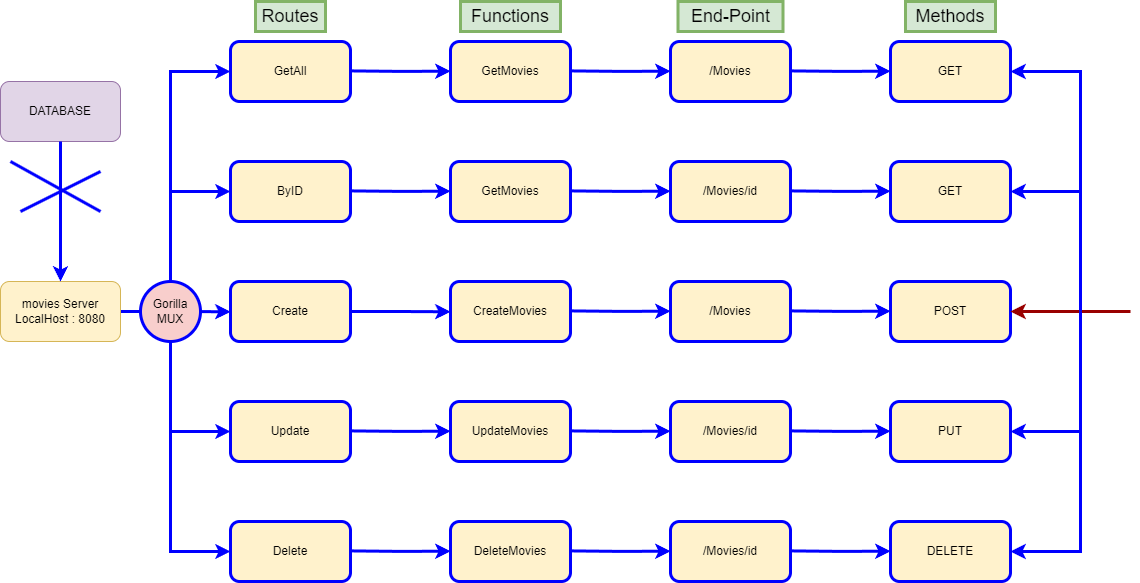 Routes
Functions
End-Point
Methods
GetAll
GetMovies
/Movies
GET
DATABASE
ByID
GetMovies
/Movies/id
GET
movies Server
LocalHost : 8080
Gorilla
MUX
Create
CreateMovies
/Movies
POST
Update
UpdateMovies
/Movies/id
PUT
Delete
DeleteMovies
/Movies/id
DELETE